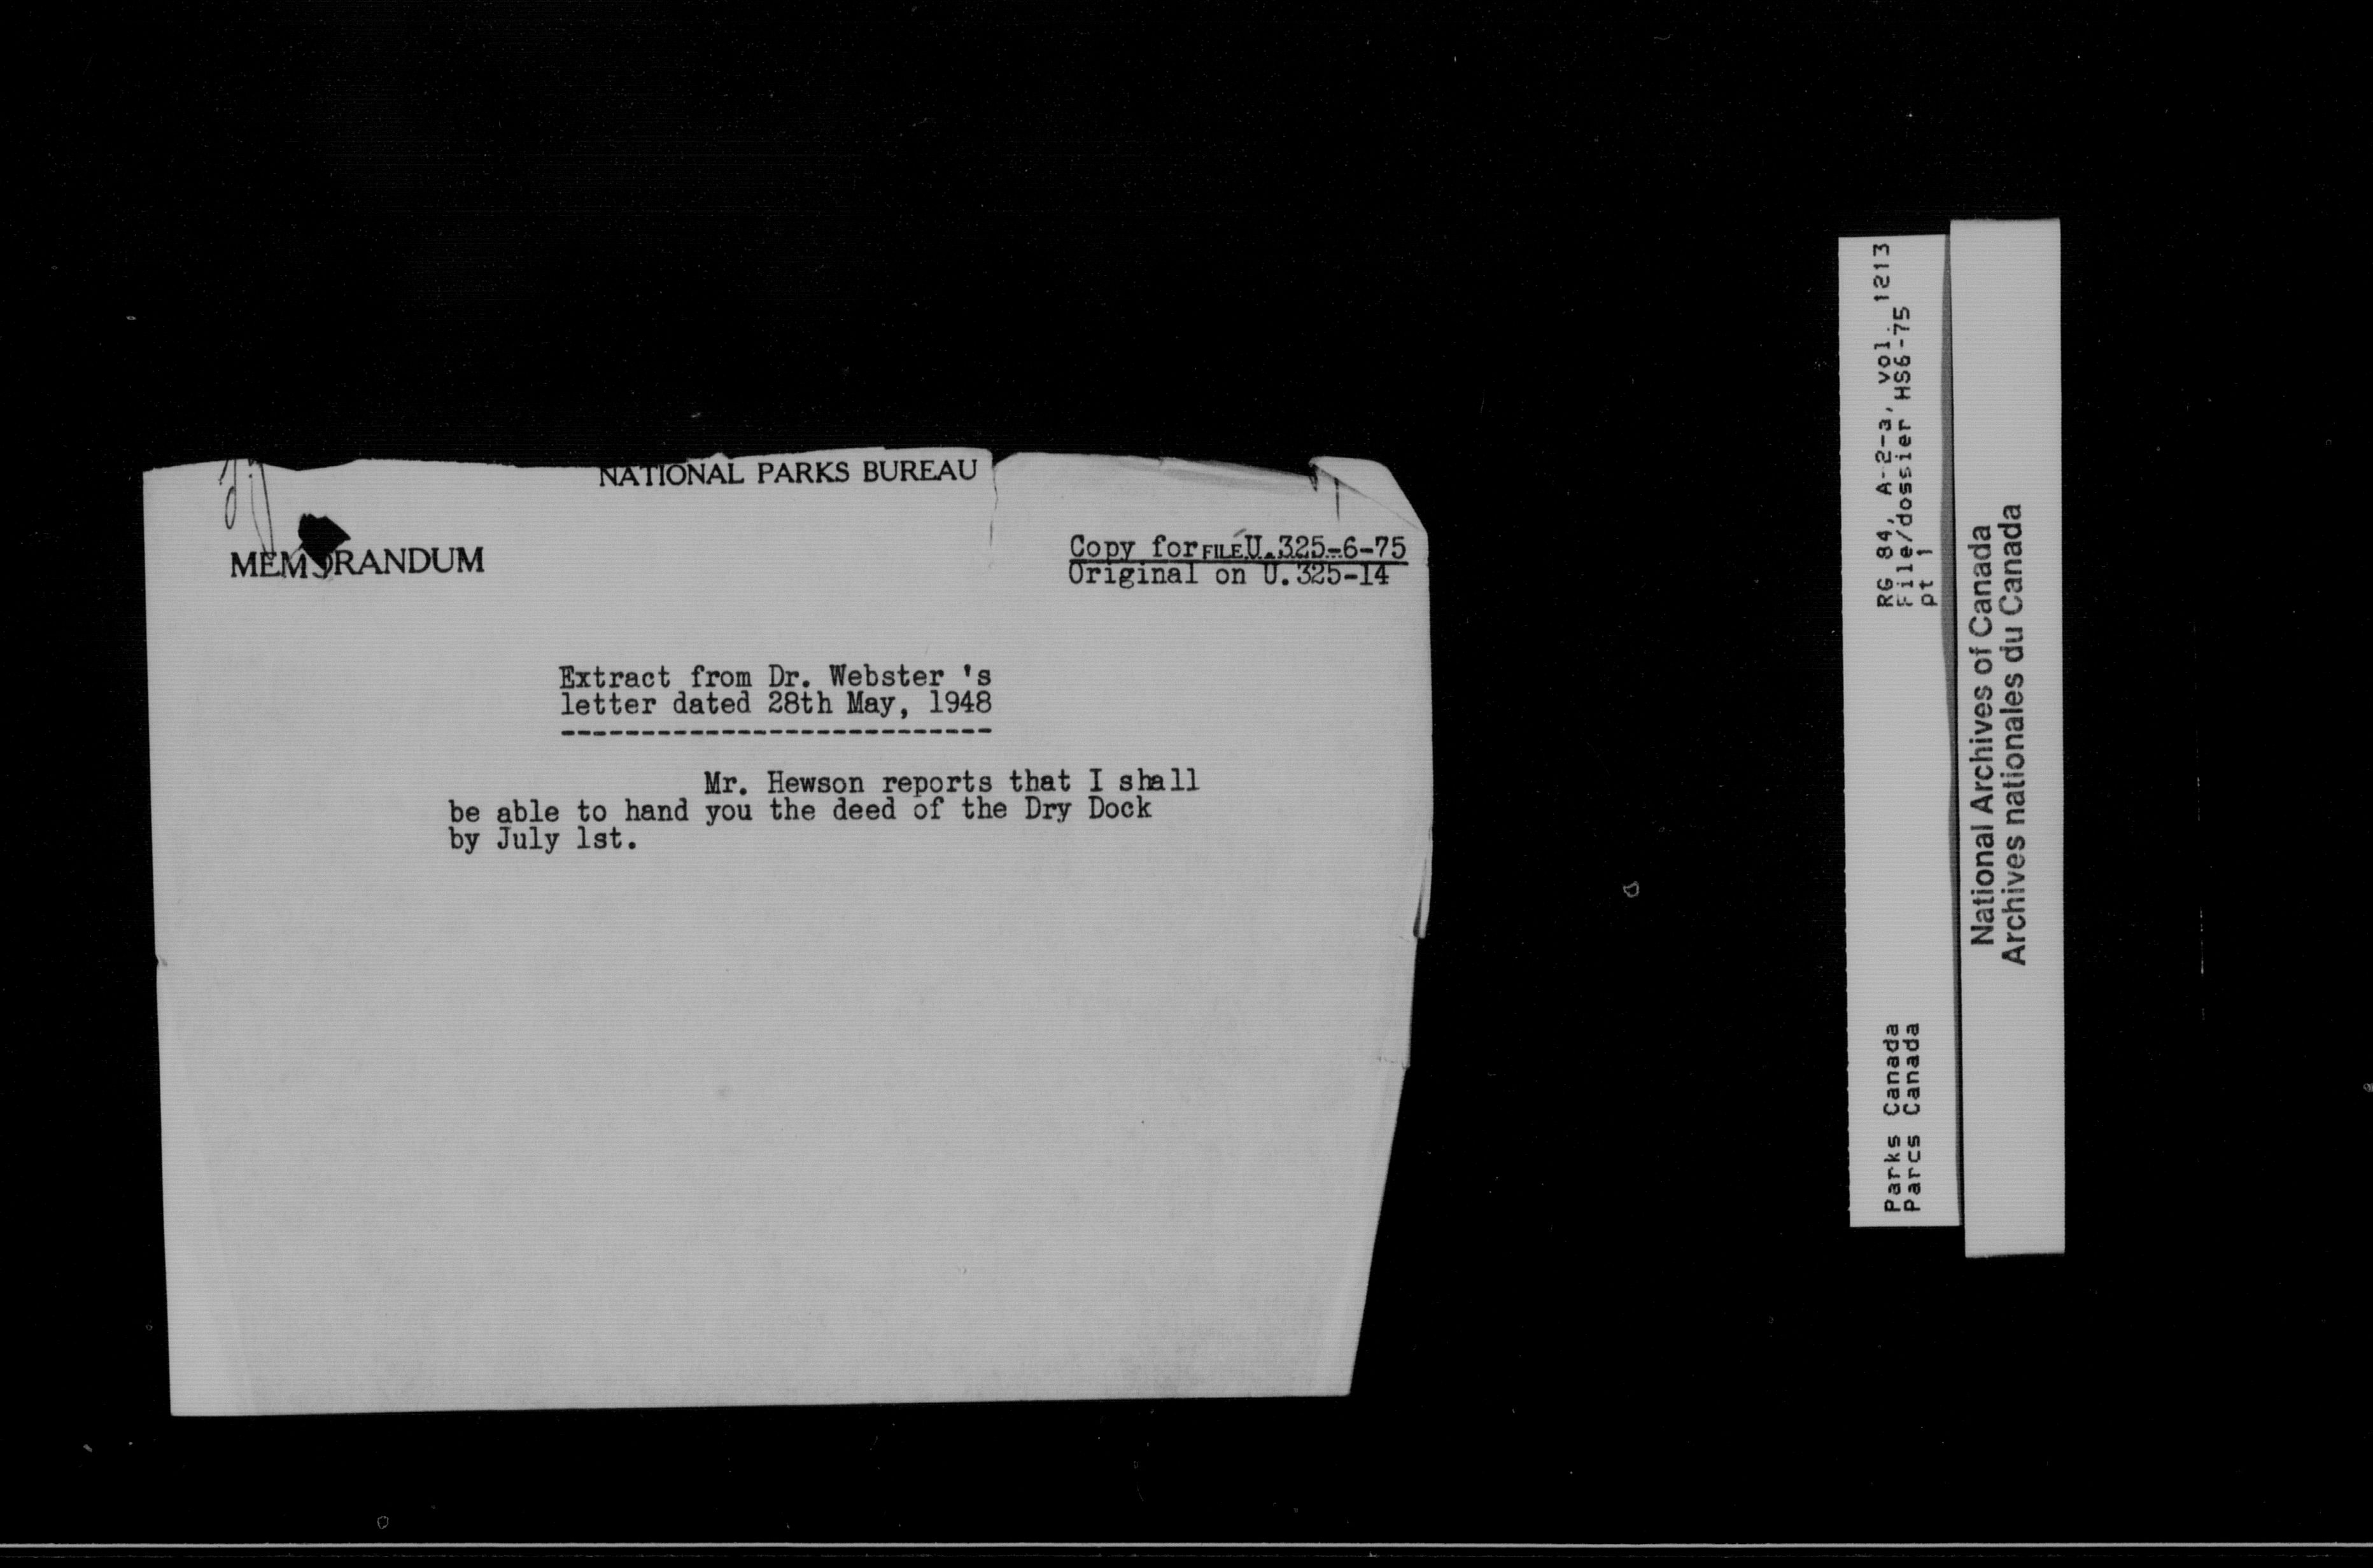 NATIONAL PARKS BUREAU
MEMORANDUM
Copy for FILE U.325-6-75
Original on U.325-14
Extract from Dr. Webster 's
letter dated 28th May, 1948
---------------------------
Mr. Hewson reports that I shall
be able to hand you the deed of the Dry Dock
by July 1st.
RG 84, A-2-a, vol. 1213
File/dossier HS6-75
pt 1
Parks Canada
Parcs Canada
National Archives of Canada
Archives nationales du Canada